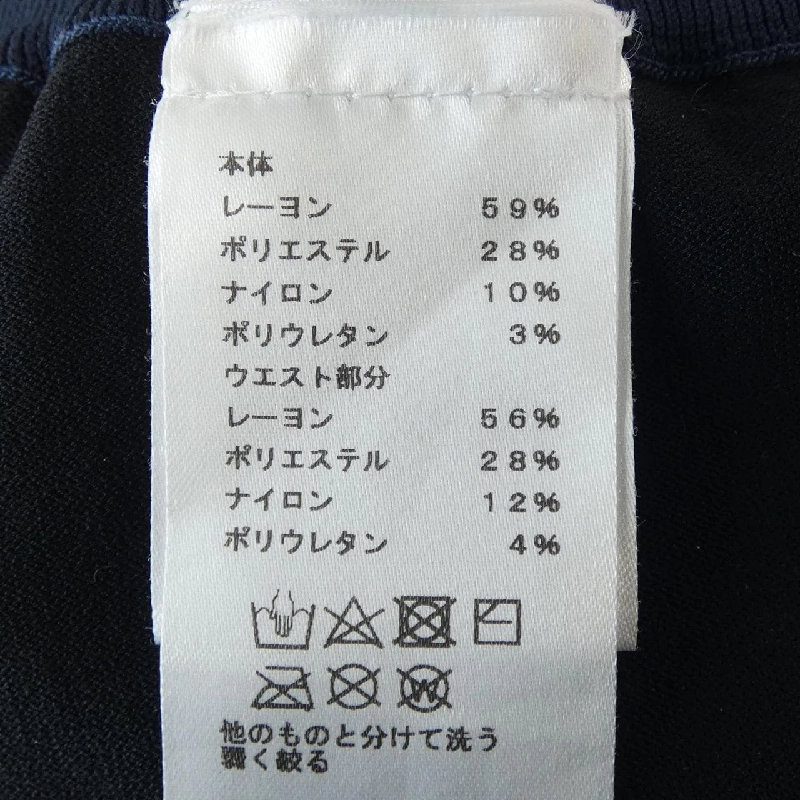 本体
レーヨン ５９％
ポリエステル ２８％
ナイロン １０％
ポリウレタン ３％
ウエスト部分
レーヨン ５６％
ポリエステル ２８％
ナイロン １２％
ポリウレタン ４％
W
他のものと分けて洗う
く絞る